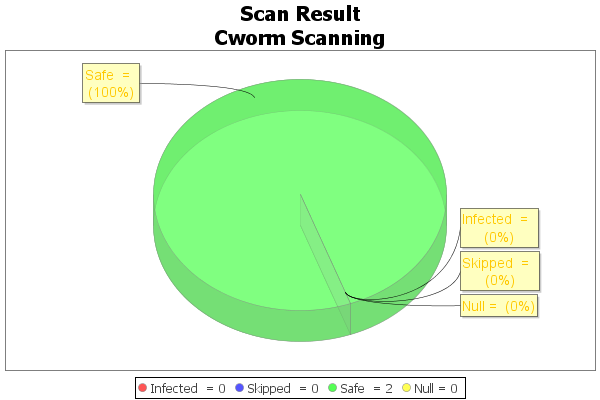 Scan Result
Cworm Scanning
Safe =
(100%)
Infected =
(0%)
Skipped =
(0%)
Null = (0%)
Infected = 0 Skipped = 0 Safe = 2 Null = 0